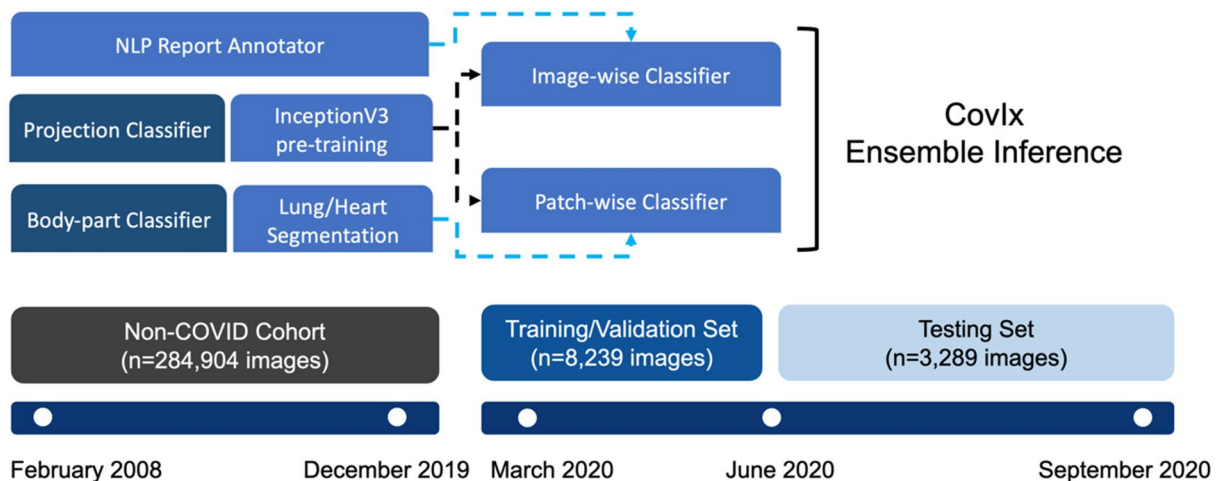 NLP Report Annotator
Projection Classifier
InceptionV3
pre-training
Body-part Classifier
Lung/Heart
Segmentation
Image-wise Classifier
Patch-wise Classifier
CovIx
Ensemble Inference
Non-COVID Cohort
(n=284,904 images)
Training/Validation Set
(n=8,239 images)
Testing Set
(n=3,289 images)
February 2008
December 2019
March 2020
June 2020
September 2020